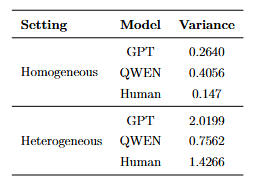 Setting Model Variance
GPT 0.2640
Homogeneous QWEN 0.4056
Human 0.147
GPT 2.0199
Heterogeneous QWEN 0.7562
Human 1.4266